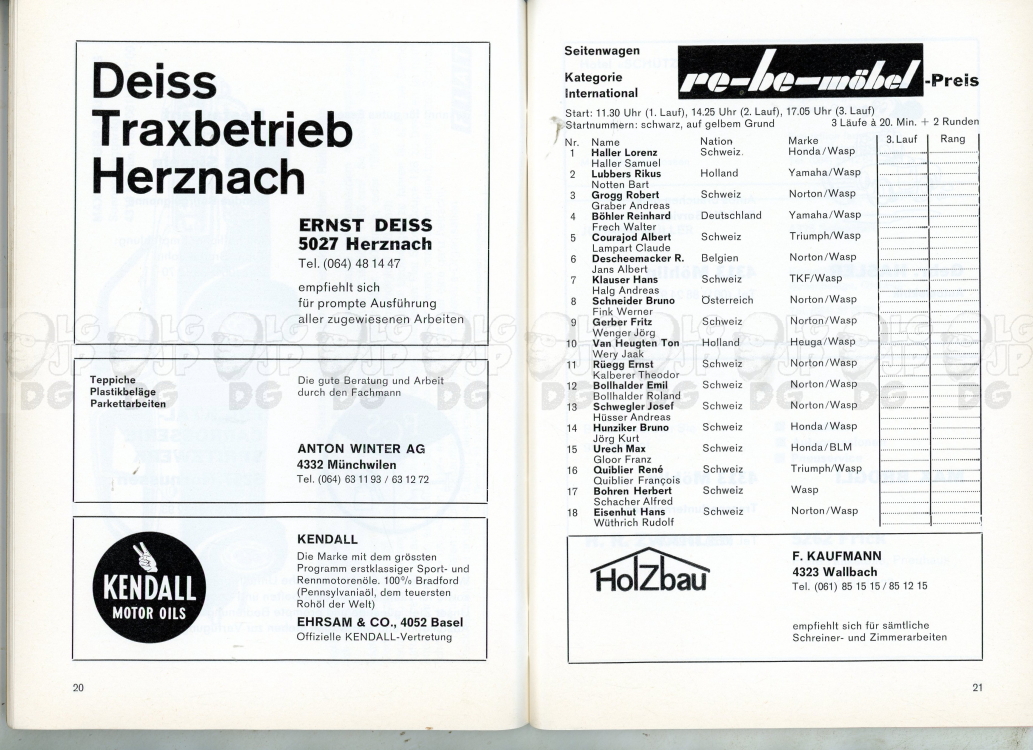 Deiss
Traxbetrieb
Herznach
ERNST DEISS
5027 Herznach
Tel. (064) 48 14 47
empfiehlt sich
für prompte Ausführung
aller zugewiesenen Arbeiten
Teppiche
Plastikbeläge
Parkettarbeiten
Die gute Beratung und Arbeit
durch den Fachmann
ANTON WINTER AG
4332 Münchwilen
Tel. (064) 63 11 93 / 63 12 72
KENDALL
MOTOR OILS
KENDALL
Die Marke mit dem grössten
Programm erstklassiger Sport- und
Rennmotorenöle. 100% Bradford
(Pennsylvaniaöl, dem teuersten
Rohöl der Welt)
EHRSAM & CO., 4052 Basel
Offizielle KENDALL-Vertretung
20
Seitenwagen
Kategorie
International
re-be-möbel-Preis
Start: 11.30 Uhr (1. Lauf), 14.25 Uhr (2. Lauf), 17.05 Uhr (3. Lauf)
Startnummern: schwarz, auf gelbem Grund 3 Läufe à 20. Min. + 2 Runden
Nr. Name Nation Marke 3. Lauf Rang
1 Haller Lorenz Schweiz. Honda/Wasp
Haller Samuel
2 Lubbers Rikus Holland Yamaha/Wasp
Notten Bart
3 Grogg Robert Schweiz Norton/Wasp
Graber Andreas
4 Böhler Reinhard Deutschland Yamaha/Wasp
Frech Walter
5 Courajod Albert Schweiz Triumph/Wasp
Lampart Claude
6 Descheemacker R. Belgien Norton/Wasp
Jans Albert
7 Klauser Hans Schweiz TKF/Wasp
Halg Andreas
8 Schneider Bruno Österreich Norton/Wasp
Fink Werner
9 Gerber Fritz Schweiz Norton/Wasp
Wenger Jörg
10 Van Heugten Ton Holland Heuga/Wasp
Wery Jaak
11 Rüegg Ernst Schweiz Norton/Wasp
Kalberer Theodor
12 Bollhalder Emil Schweiz Norton/Wasp
Bollhalder Roland
13 Schwegler Josef Schweiz Norton/Wasp
Hüsser Andreas
14 Hunziker Bruno Schweiz Honda/Wasp
Jörg Kurt
15 Urech Max Schweiz Honda/BLM
Gloor Franz
16 Quiblier René Schweiz Triumph/Wasp
Quiblier François
17 Bohren Herbert Schweiz Wasp
Schacher Alfred
18 Eisenhut Hans Schweiz Norton/Wasp
Wüthrich Rudolf
HolZbau
F. KAUFMANN
4323 Wallbach
Tel. (061) 85 15 15 / 85 12 15
empfiehlt sich für sämtliche
Schreiner- und Zimmerarbeiten
21